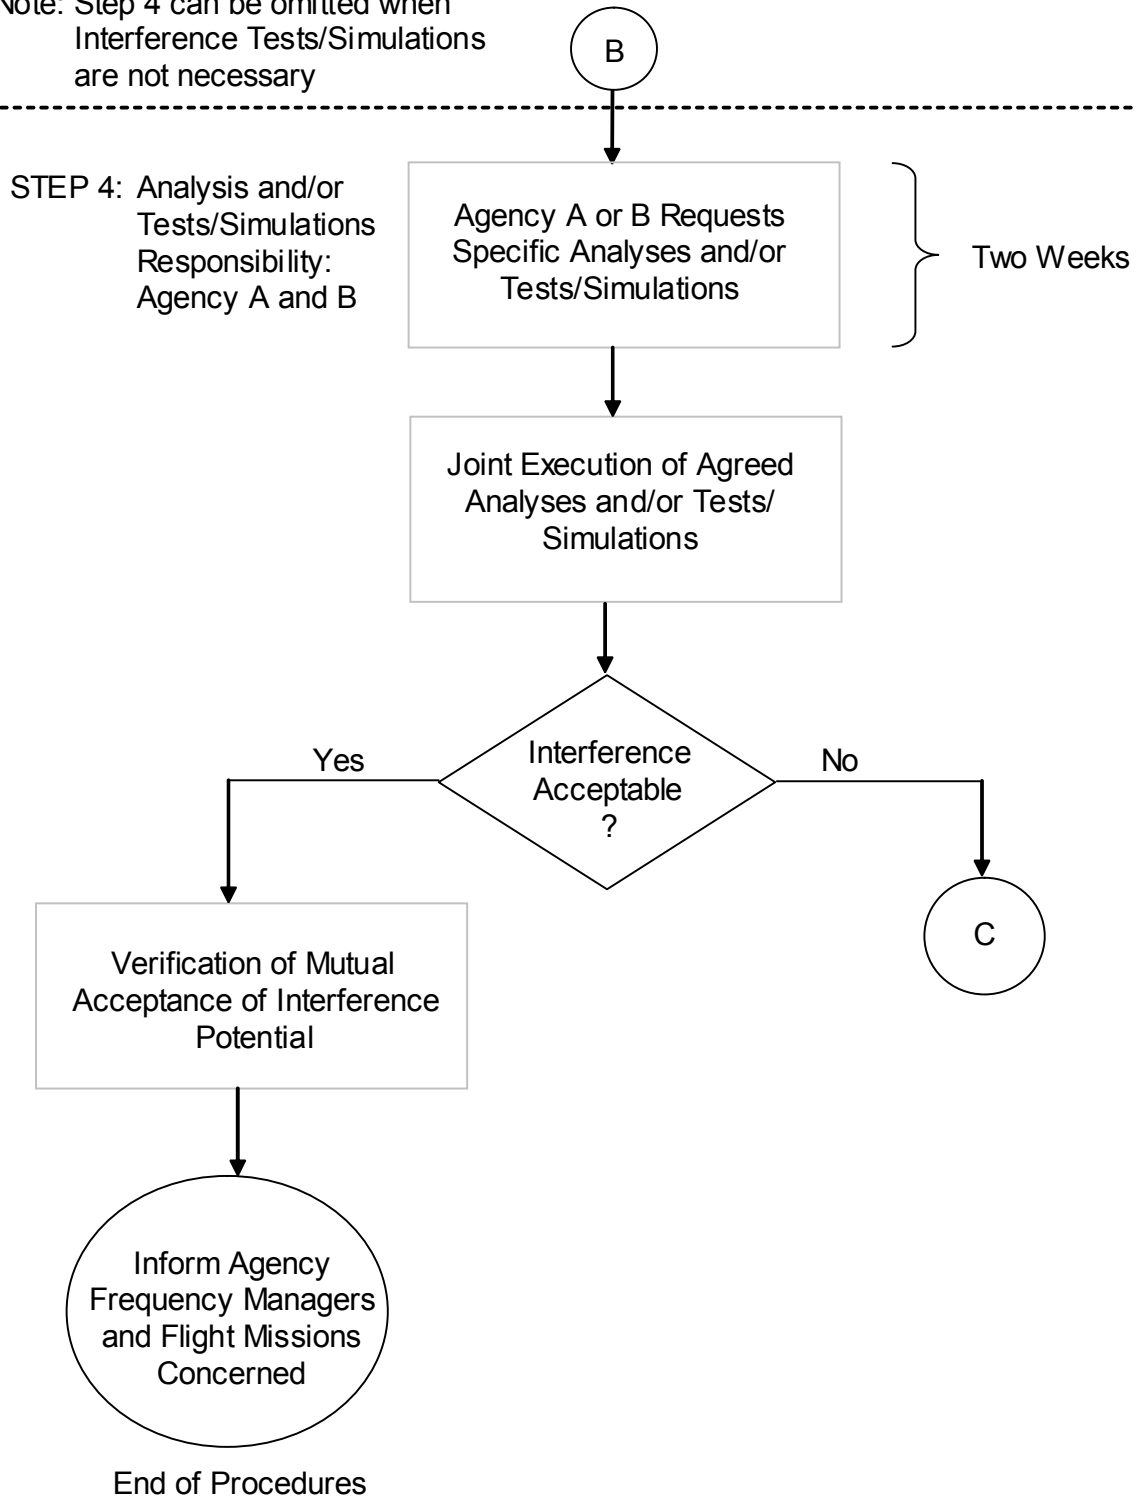 Note: Step 4 can be omitted when
Interference Tests/Simulations
are not necessary
B
STEP 4: Analysis and/or
Tests/Simulations
Responsibility:
Agency A and B
Agency A or B Requests
Specific Analyses and/or
Tests/Simulations
Two Weeks
Joint Execution of Agreed
Analyses and/or Tests/
Simulations
Interference
Acceptable
?
Yes
No
C
Verification of Mutual
Acceptance of Interference
Potential
Inform Agency
Frequency Managers
and Flight Missions
Concerned
End of Procedures